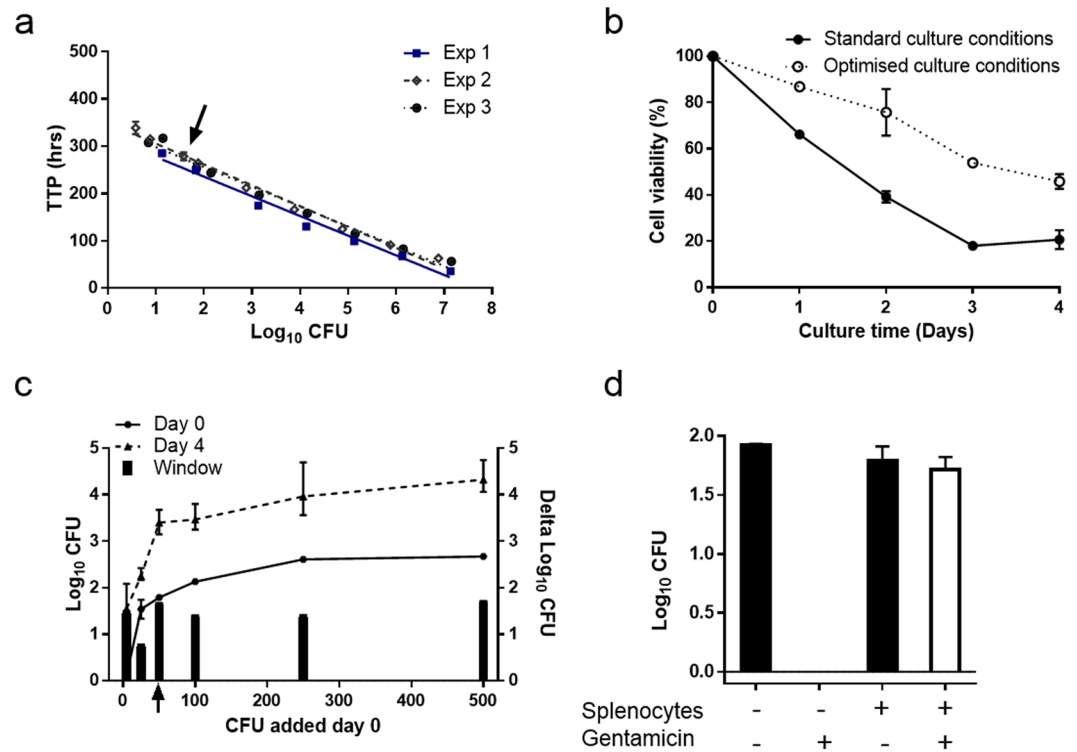 a
500
400
300
200
100
0
TTP (hrs)
0 1 2 3 4 5 6 7 8
Log10 CFU
Exp 1
Exp 2
Exp 3
b
Standard culture conditions
Optimised culture conditions
100
80
60
40
20
0
Cell viability (%)
0 1 2 3 4
Culture time (Days)
c
Day 0
Day 4
Window
5
4
3
2
1
0
Log10 CFU
5
4
3
2
1
0
Delta Log10 CFU
0 100 200 300 400 500
CFU added day 0
d
2.0
1.5
1.0
0.5
0.0
Log10 CFU
Splenocytes - - + +
Gentamicin - + - +